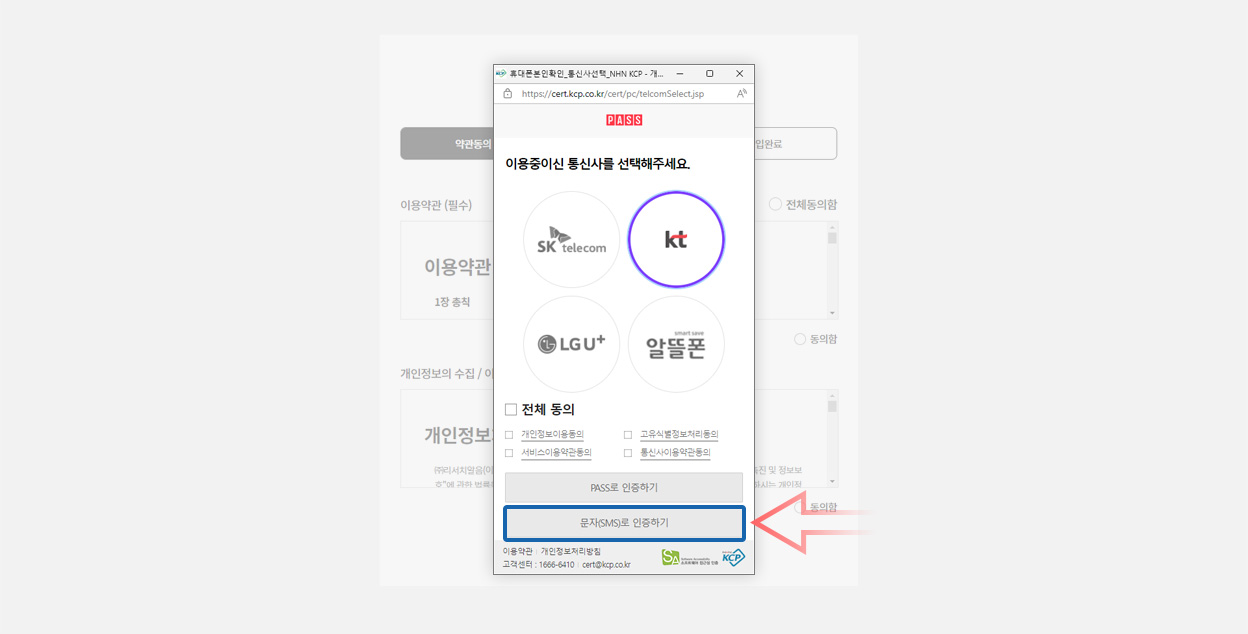 KCP 휴대폰본인확인_통신사선택_NHN KCP - 개...
https://cert.kcp.co.kr/cert/pc/telcomSelect.jsp
PASS
약관동의
입완료
이용중이신 통신사를 선택해주세요.
이용약관 (필수)
전체동의함
SK telecom
kt
이용약관
1장 총칙
LG U+
smart save
알뜰폰
동의함
개인정보의 수집 / 이
전체 동의
개인정보
개인정보이용동의
고유식별정보처리동의
서비스이용약관동의
통신사이용약관동의
㈜리서치알음(이
진 및 정보보
호"에 관한 법률
하시는 개인정
PASS로 인증하기
동의함
문자(SMS)로 인증하기
이용약관 | 개인정보처리방침
고객센터 : 1666-6410 | cert@kcp.co.kr
SA
KCP